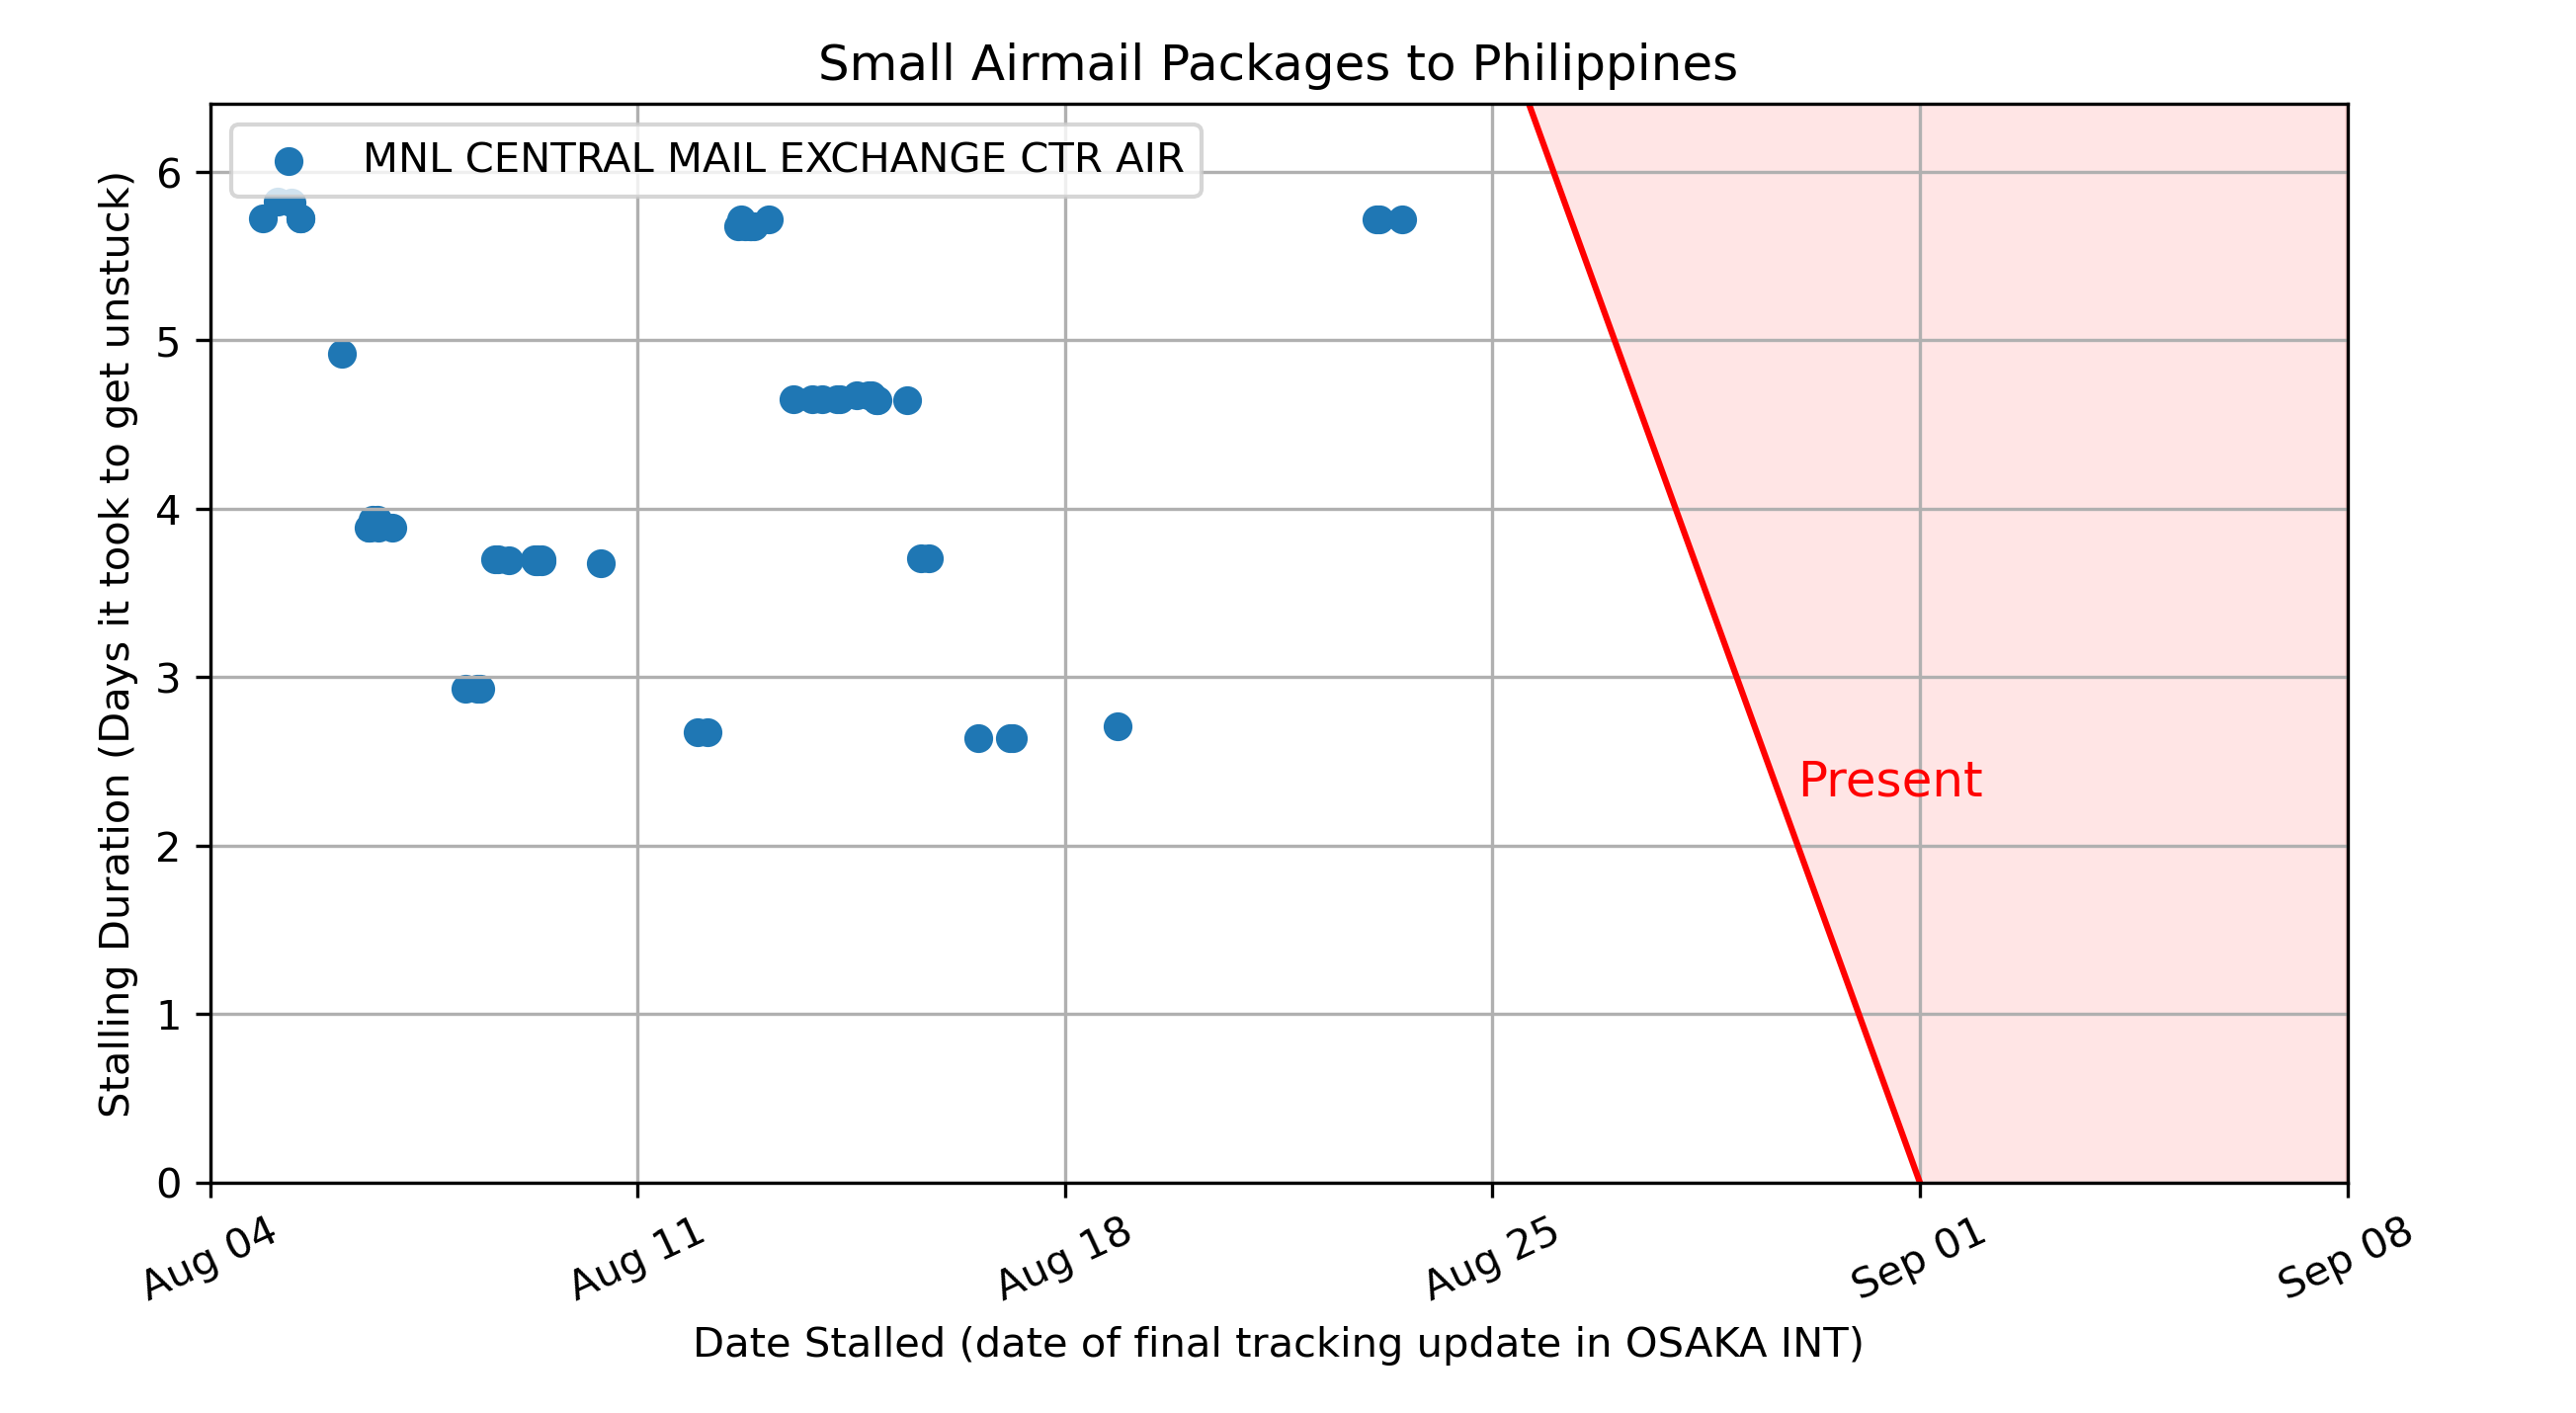 Small Airmail Packages to Philippines
MNL CENTRAL MAIL EXCHANGE CTR AIR
Stalling Duration (Days it took to get unstuck)
6
5
4
3
2
1
0
Present
Aug 04
Aug 11
Aug 18
Aug 25
Sep 01
Sep 08
Date Stalled (date of final tracking update in OSAKA INT)